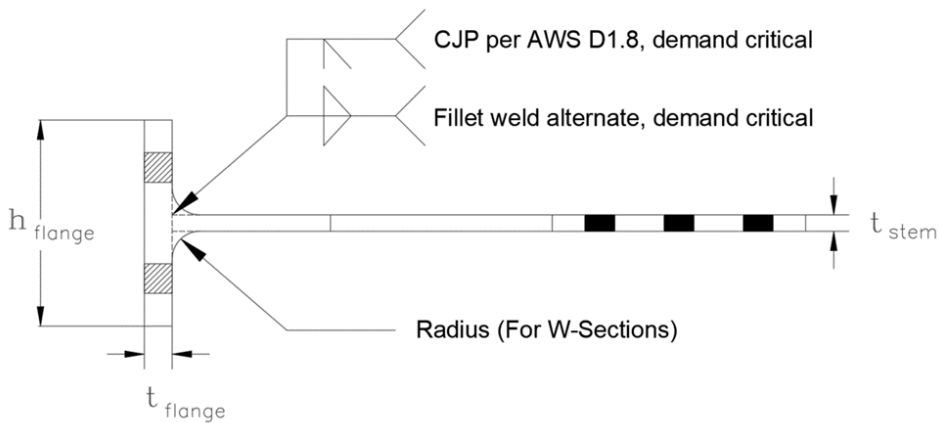 CJP per AWS D1.8, demand critical
Fillet weld alternate, demand critical
h flange
t stem
Radius (For W-Sections)
t flange